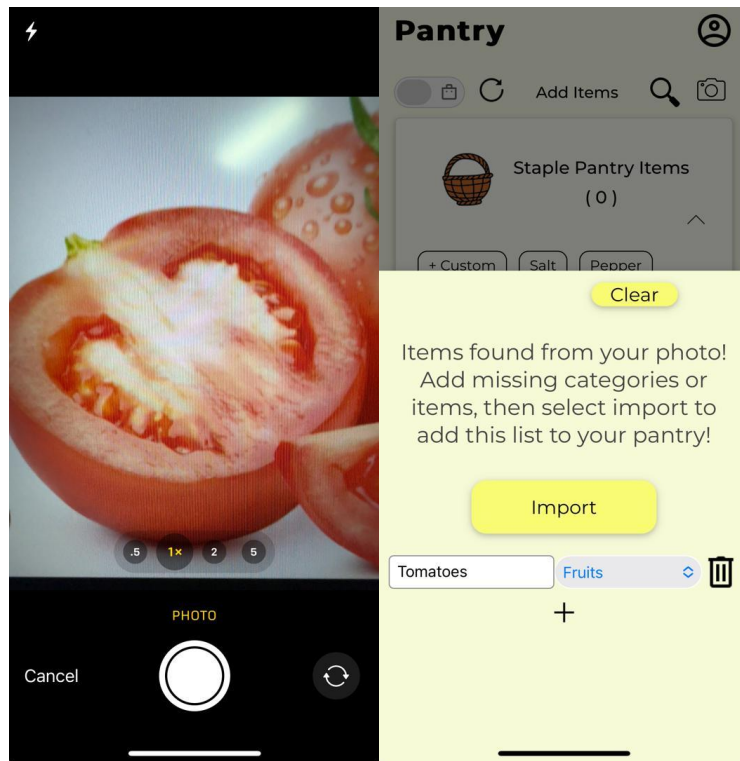 .5
1×
2
5
PHOTO
Cancel
Pantry
Add Items
Staple Pantry Items
( 0 )
+ Custom
Salt
Pepper
Clear
Items found from your photo!
Add missing categories or
items, then select import to
add this list to your pantry!
Import
Tomatoes
Fruits
+